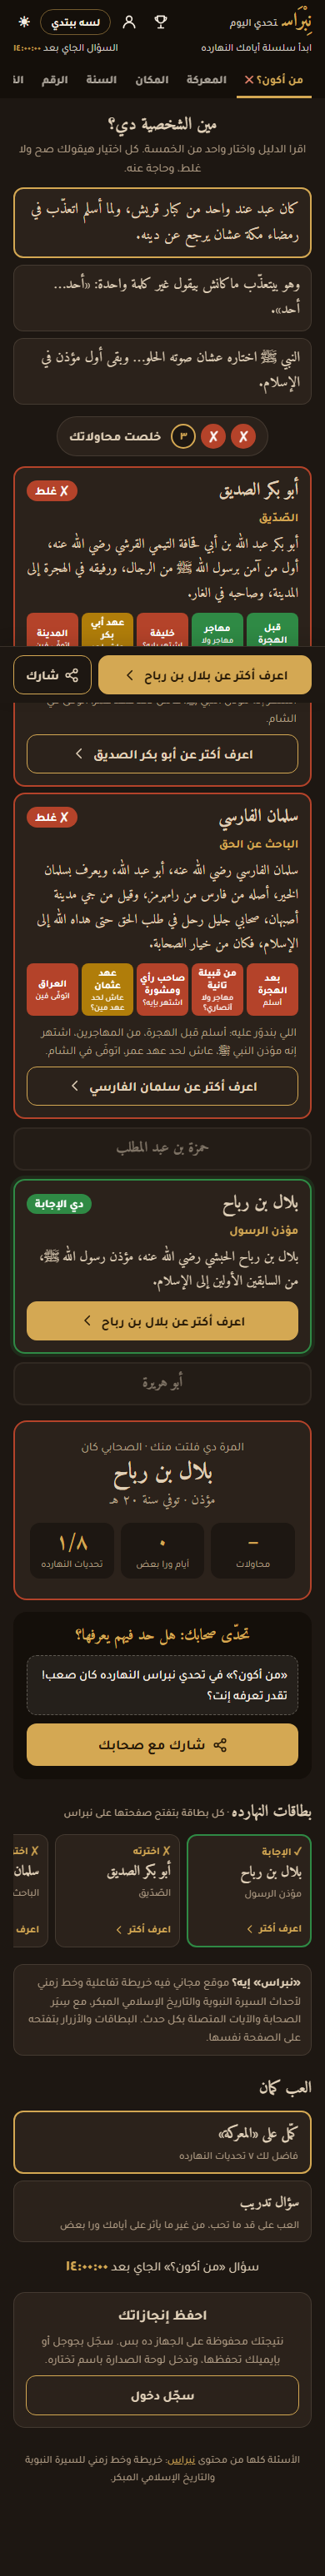 نبراس تحدي اليوم
لسه ببتدي
ابدأ سلسلة أيامك النهارده
السؤال الجاي بعد ١٤:٠٠:٠٠
من أكون؟ ✕
المعركة
المكان
السنة
الرقم
مين الشخصية دي؟
اقرا الدليل واختار واحد من الخمسة. كل اختيار هيقولك صح ولا
غلط، وحاجة عنه.
كان عبد عند واحد من كبار قريش، ولما أسلم اتعذّب في
رمضاء مكة عشان يرجع عن دينه.
وهو بيتعذّب ماكانش بيقول غير كلمة واحدة: «أحد...
أحد».
النبي ﷺ اختاره عشان صوته الحلو... وبقى أول مؤذن في
الإسلام.
✗ ✗ ٣ خلصت محاولاتك
أبو بكر الصديق
✗ غلط
الصّديق
أبو بكر عبد الله بن أبي قحافة التيمي القرشي رضي الله عنه،
أول من آمن برسول الله ﷺ من الرجال، ورفيقه في الهجرة إلى
المدينة، وصاحبه في الغار.
قبل الهجرة
مهاجر
مهاجر ولا
خليفة
عهد أبي بكر
المدينة
اعرف أكتر عن بلال بن رباح
شارك
الشام.
اعرف أكتر عن أبو بكر الصديق
سلمان الفارسي
✗ غلط
الباحث عن الحق
سلمان الفارسي رضي الله عنه، أبو عبد الله، ويعرف بسلمان
الخير، أصله من فارس من رامهرمز، وقيل من جي مدينة
أصبهان، صحابي جليل رحل في طلب الحق حتى هداه الله إلى
الإسلام، فكان من خيار الصحابة.
بعد الهجرة
أسلم
من قبيلة تانية
مهاجر ولا أنصاري؟
صاحب رأي ومشورة
اشتهر بإيه؟
عهد عثمان
عاش لحد عهد مين؟
العراق
اتوفّى فين
اللي بندوّر عليه: أسلم قبل الهجرة، من المهاجرين، اشتهر
إنه مؤذن النبي ﷺ، عاش لحد عهد عمر، اتوفّى في الشام.
اعرف أكتر عن سلمان الفارسي
حمزة بن عبد المطلب
بلال بن رباح
دي الإجابة
مؤذن الرسول
بلال بن رباح الحبشي رضي الله عنه، مؤذن رسول الله ﷺ،
من السابقين الأولين إلى الإسلام.
اعرف أكتر عن بلال بن رباح
أبو هريرة
المرة دي فلتت منك · الصحابي كان
بلال بن رباح
مؤذن · توفي سنة ٢٠ هـ
–
محاولات
٠
أيام ورا بعض
١/٨
تحديات النهارده
تحدّى صحابك: هل حد فيهم يعرفها؟
«من أكون؟» في تحدي نبراس النهارده كان صعب!
تقدر تعرفه إنت؟
شارك مع صحابك
بطاقات النهارده · كل بطاقة بتفتح صفحتها على نبراس
✓ الإجابة
بلال بن رباح
مؤذن الرسول
اعرف أكتر
✗ اخترته
أبو بكر الصديق
الصّديق
اعرف أكتر
«نبراس» إيه؟ موقع مجاني فيه خريطة تفاعلية وخط زمني
لأحداث السيرة النبوية والتاريخ الإسلامي المبكر، مع سِيَر
الصحابة والآيات المتصلة بكل حدث. البطاقات والأزرار بتفتحه
على الصفحة نفسها.
العب كمان
كمّل على «المعركة»
فاضل لك ٧ تحديات النهارده
سؤال تدريب
العب على قد ما تحب، من غير ما يأثر على أيامك ورا بعض
سؤال «من أكون؟» الجاي بعد ١٤:٠٠:٠٠
احفظ إنجازاتك
نتيجتك محفوظة على الجهاز ده بس. سجّل بجوجل أو
بإيميلك تحفظها، وتدخل لوحة الصدارة باسم تختاره.
سجّل دخول
الأسئلة كلها من محتوى نبراس: خريطة وخط زمني للسيرة النبوية
والتاريخ الإسلامي المبكر.